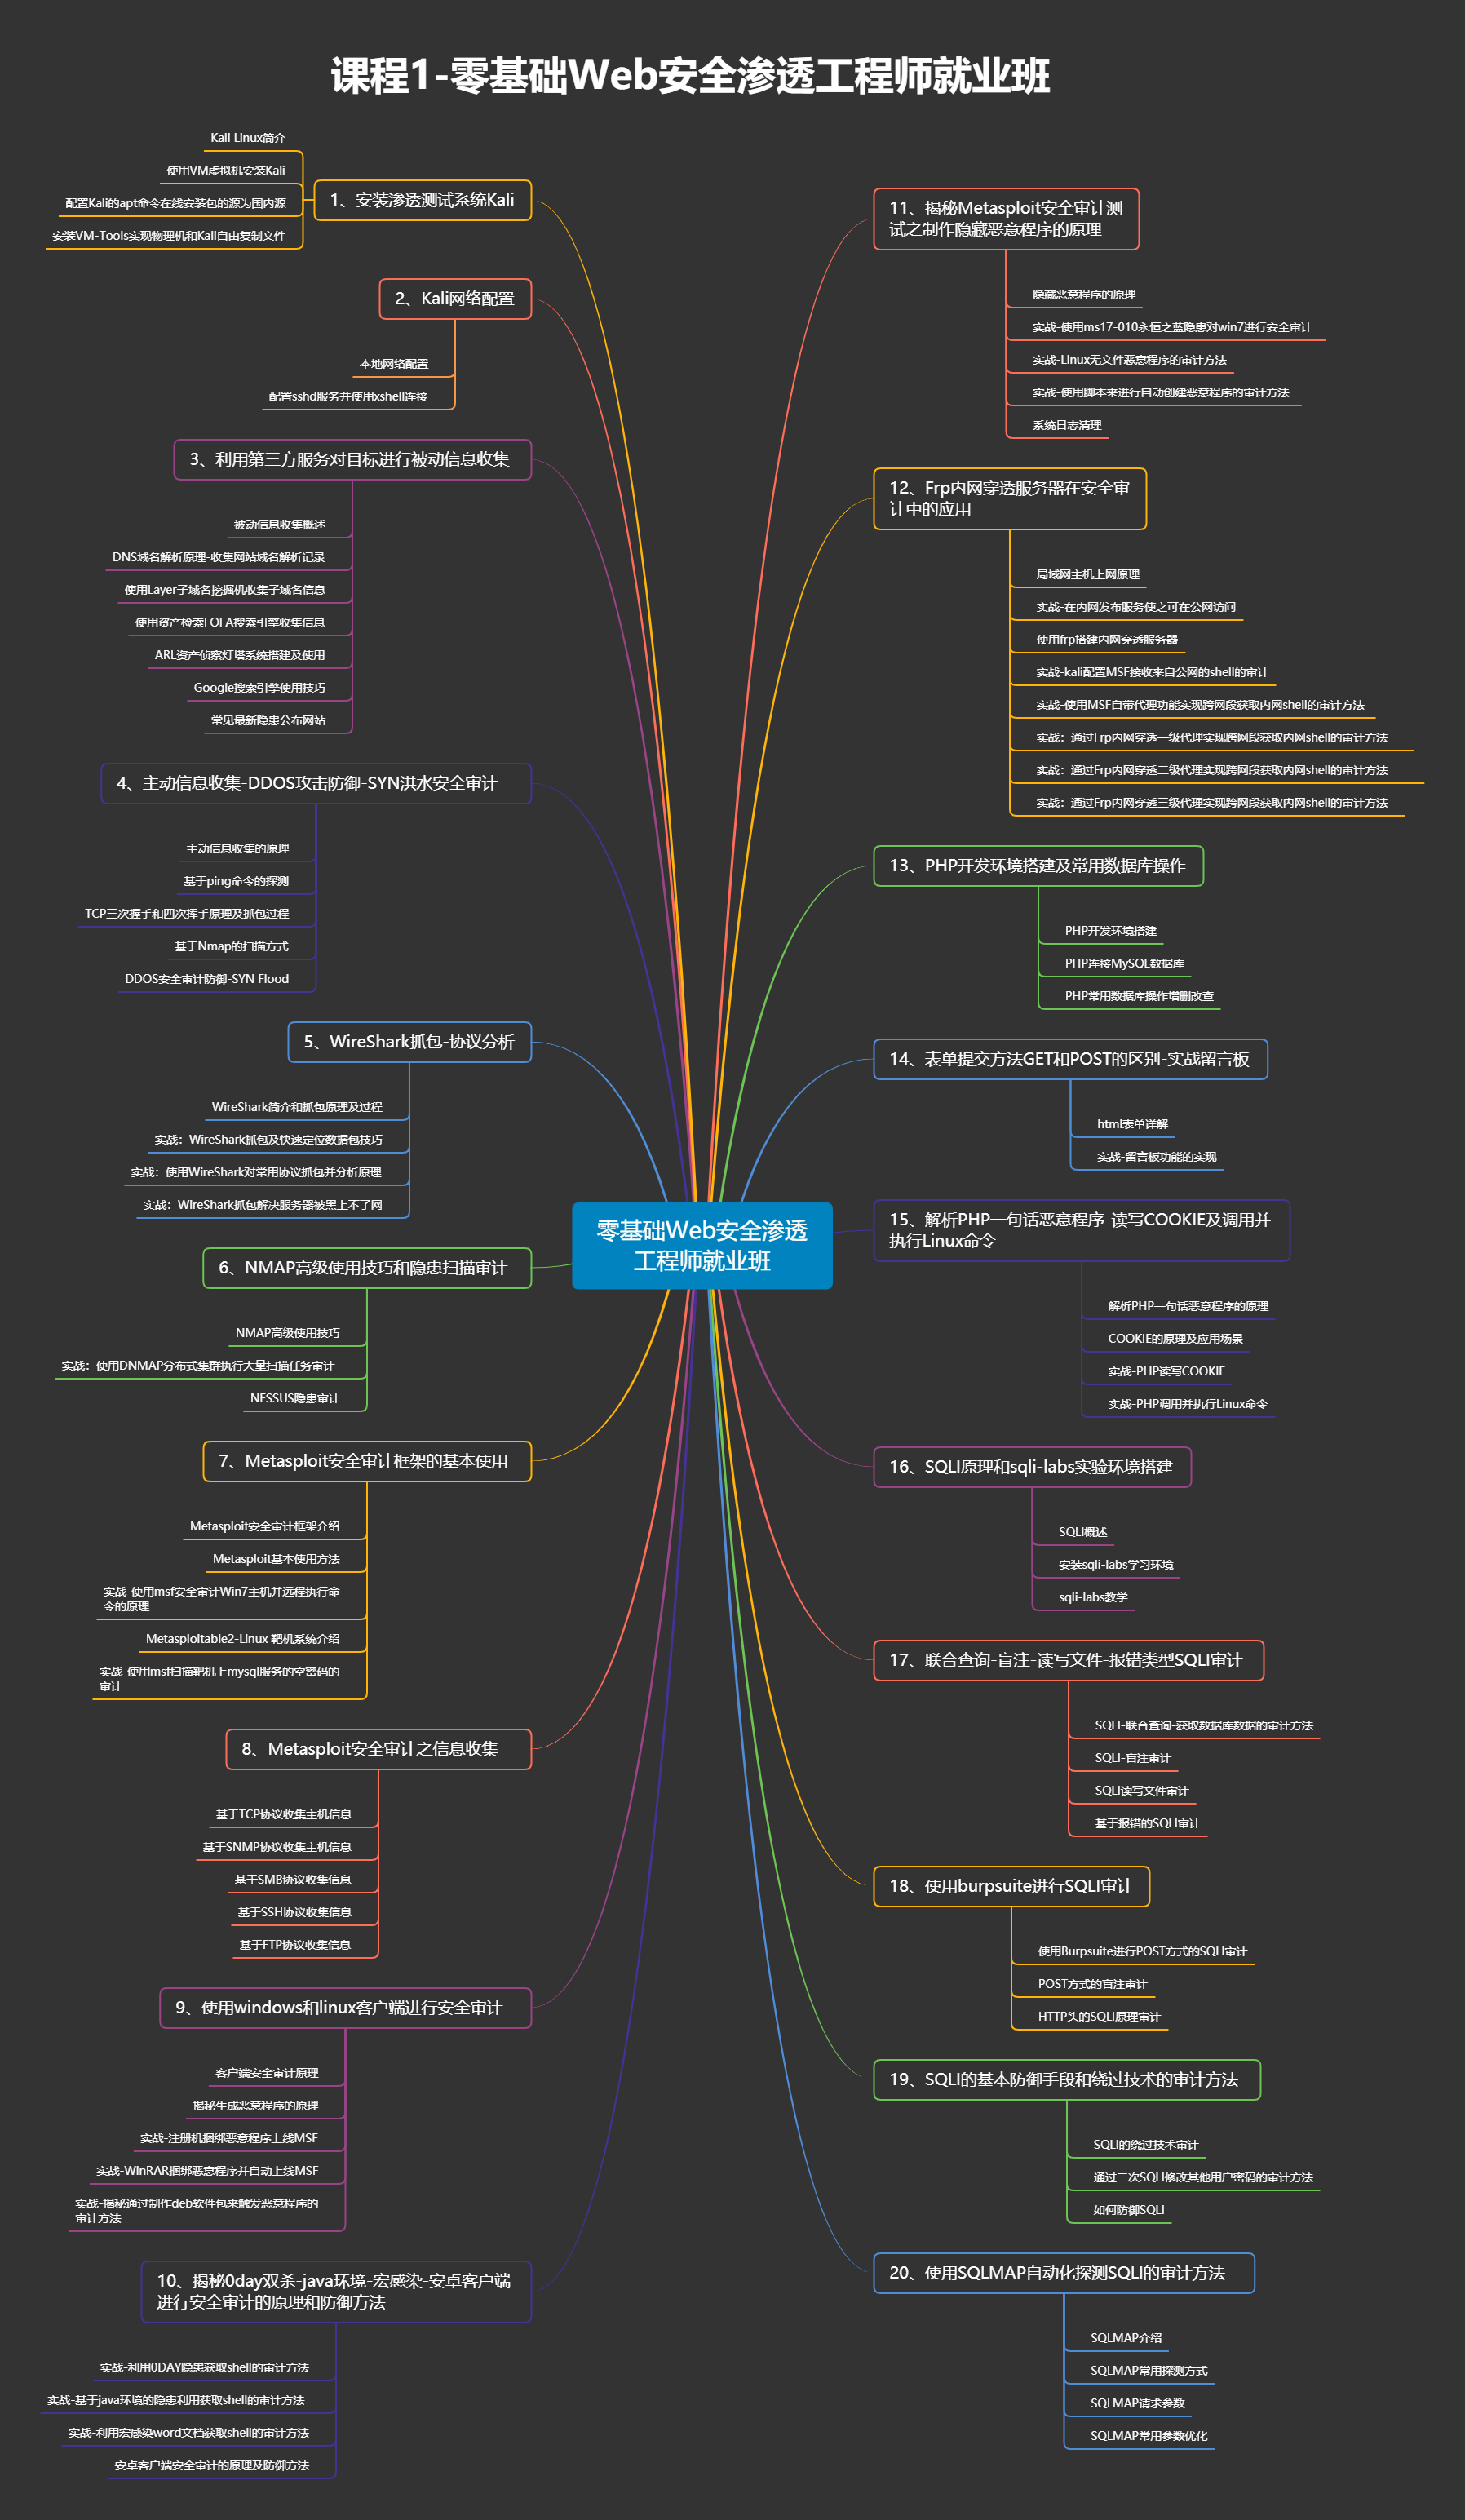 课程1-零基础Web安全渗透工程师就业班
Kali Linux简介
使用VM虚拟机安装Kali
配置Kali的apt命令在线安装包的源为国内源
安装VM-Tools实现物理机和Kali自由复制文件
1、安装渗透测试系统Kali
2、Kali网络配置
本地网络配置
配置sshd服务并使用xshell连接
3、利用第三方服务对目标进行被动信息收集
被动信息收集概述
DNS域名解析原理-收集网站域名解析记录
使用Layer子域名挖掘机收集子域名信息
使用资产检索FOFA搜索引擎收集信息
ARL资产侦察灯塔系统搭建及使用
Google搜索引擎使用技巧
常见最新隐患公布网站
4、主动信息收集-DDOS攻击防御-SYN洪水安全审计
主动信息收集的原理
基于ping命令的探测
TCP三次握手和四次挥手原理及抓包过程
基于Nmap的扫描方式
DDOS安全审计防御-SYN Flood
5、WireShark抓包-协议分析
WireShark简介和抓包原理及过程
实战：WireShark抓包及快速定位数据包技巧
实战：使用WireShark对常用协议抓包并分析原理
实战：WireShark抓包解决服务器被黑上不了网
零基础Web安全渗透
工程师就业班
6、NMAP高级使用技巧和隐患扫描审计
NMAP高级使用技巧
实战：使用DNMAP分布式集群执行大量扫描任务审计
NESSUS隐患审计
7、Metasploit安全审计框架的基本使用
Metasploit安全审计框架介绍
Metasploit基本使用方法
实战-使用msf安全审计Win7主机并远程执行命
令的原理
Metasploitable2-Linux 靶机系统介绍
实战-使用msf扫描靶机上mysql服务的空密码的
审计
8、Metasploit安全审计之信息收集
基于TCP协议收集主机信息
基于SNMP协议收集主机信息
基于SMB协议收集信息
基于SSH协议收集信息
基于FTP协议收集信息
9、使用windows和linux客户端进行安全审计
客户端安全审计原理
揭秘生成恶意程序的原理
实战-注册机捆绑恶意程序上线MSF
实战-WinRAR捆绑恶意程序并自动上线MSF
实战-揭秘通过制作deb软件包来触发恶意程序的
审计方法
10、揭秘0day双杀-java环境-宏感染-安卓客户端
进行安全审计的原理和防御方法
实战-利用0DAY隐患获取shell的审计方法
实战-基于java环境的隐患利用获取shell的审计方法
实战-利用宏感染word文档获取shell的审计方法
安卓客户端安全审计的原理及防御方法
11、揭秘Metasploit安全审计测
试之制作隐藏恶意程序的原理
隐藏恶意程序的原理
实战-使用ms17-010永恒之蓝隐患对win7进行安全审计
实战-Linux无文件恶意程序的审计方法
实战-使用脚本来进行自动创建恶意程序的审计方法
系统日志清理
12、Frp内网穿透服务器在安全审
计中的应用
局域网主机上网原理
实战-在内网发布服务使之可在公网访问
使用frp搭建内网穿透服务器
实战-kali配置MSF接收来自公网的shell的审计
实战-使用MSF自带代理功能实现跨网段获取内网shell的审计方法
实战：通过Frp内网穿透一级代理实现跨网段获取内网shell的审计方法
实战：通过Frp内网穿透二级代理实现跨网段获取内网shell的审计方法
实战：通过Frp内网穿透三级代理实现跨网段获取内网shell的审计方法
13、PHP开发环境搭建及常用数据库操作
PHP开发环境搭建
PHP连接MySQL数据库
PHP常用数据库操作增删改查
14、表单提交方法GET和POST的区别-实战留言板
html表单详解
实战-留言板功能的实现
15、解析PHP一句话恶意程序-读写COOKIE及调用并
执行Linux命令
解析PHP一句话恶意程序的原理
COOKIE的原理及应用场景
实战-PHP读写COOKIE
实战-PHP调用并执行Linux命令
16、SQLI原理和sqli-labs实验环境搭建
SQLI概述
安装sqli-labs学习环境
sqli-labs教学
17、联合查询-盲注-读写文件-报错类型SQLI审计
SQLI-联合查询-获取数据库数据的审计方法
SQLI-盲注审计
SQLI读写文件审计
基于报错的SQLI审计
18、使用burpsuite进行SQLI审计
使用Burpsuite进行POST方式的SQLI审计
POST方式的盲注审计
HTTP头的SQLI原理审计
19、SQLI的基本防御手段和绕过技术的审计方法
SQLI的绕过技术审计
通过二次SQLI修改其他用户密码的审计方法
如何防御SQLI
20、使用SQLMAP自动化探测SQLI的审计方法
SQLMAP介绍
SQLMAP常用探测方式
SQLMAP请求参数
SQLMAP常用参数优化